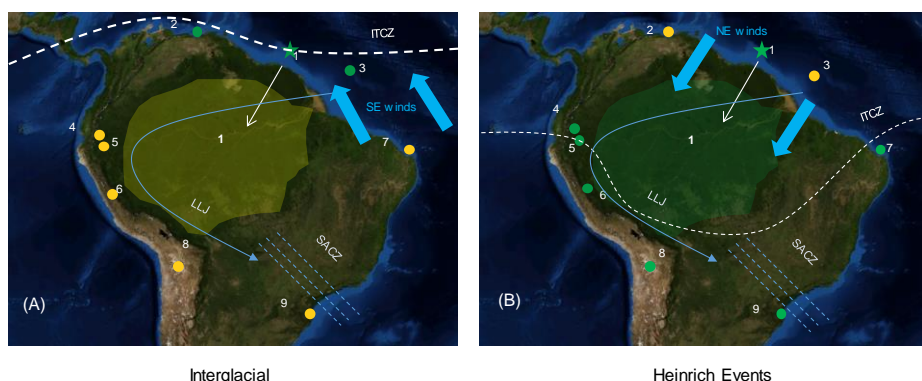 2
ITCZ
1
3
SE winds
4
5
1
7
6
LLJ
SACZ
8
(A)
9
Interglacial
2
NE winds
1
3
4
ITCZ
5
1
7
6
LLJ
SACZ
8
(B)
9
Heinrich Events